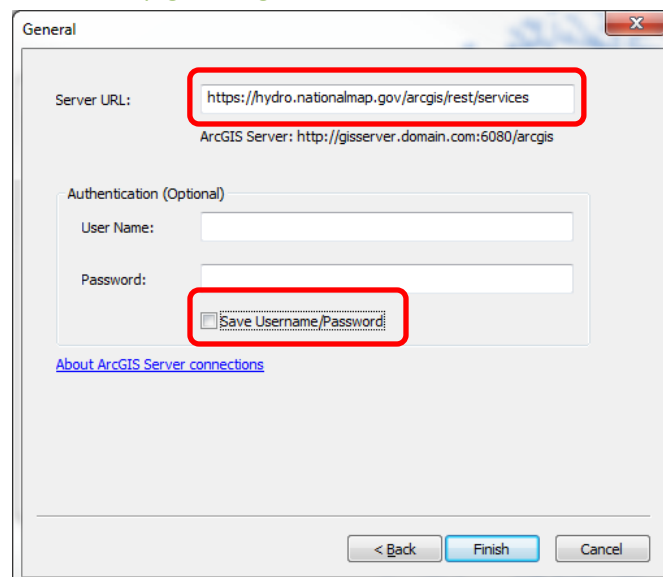 General
Server URL:
https://hydro.nationalmap.gov/arcgis/rest/services
ArcGIS Server: http://gisserver.domain.com:6080/arcgis
Authentication (Optional)
User Name:
Password:
Save Username/Password
About ArcGIS Server connections
< Back
Finish
Cancel